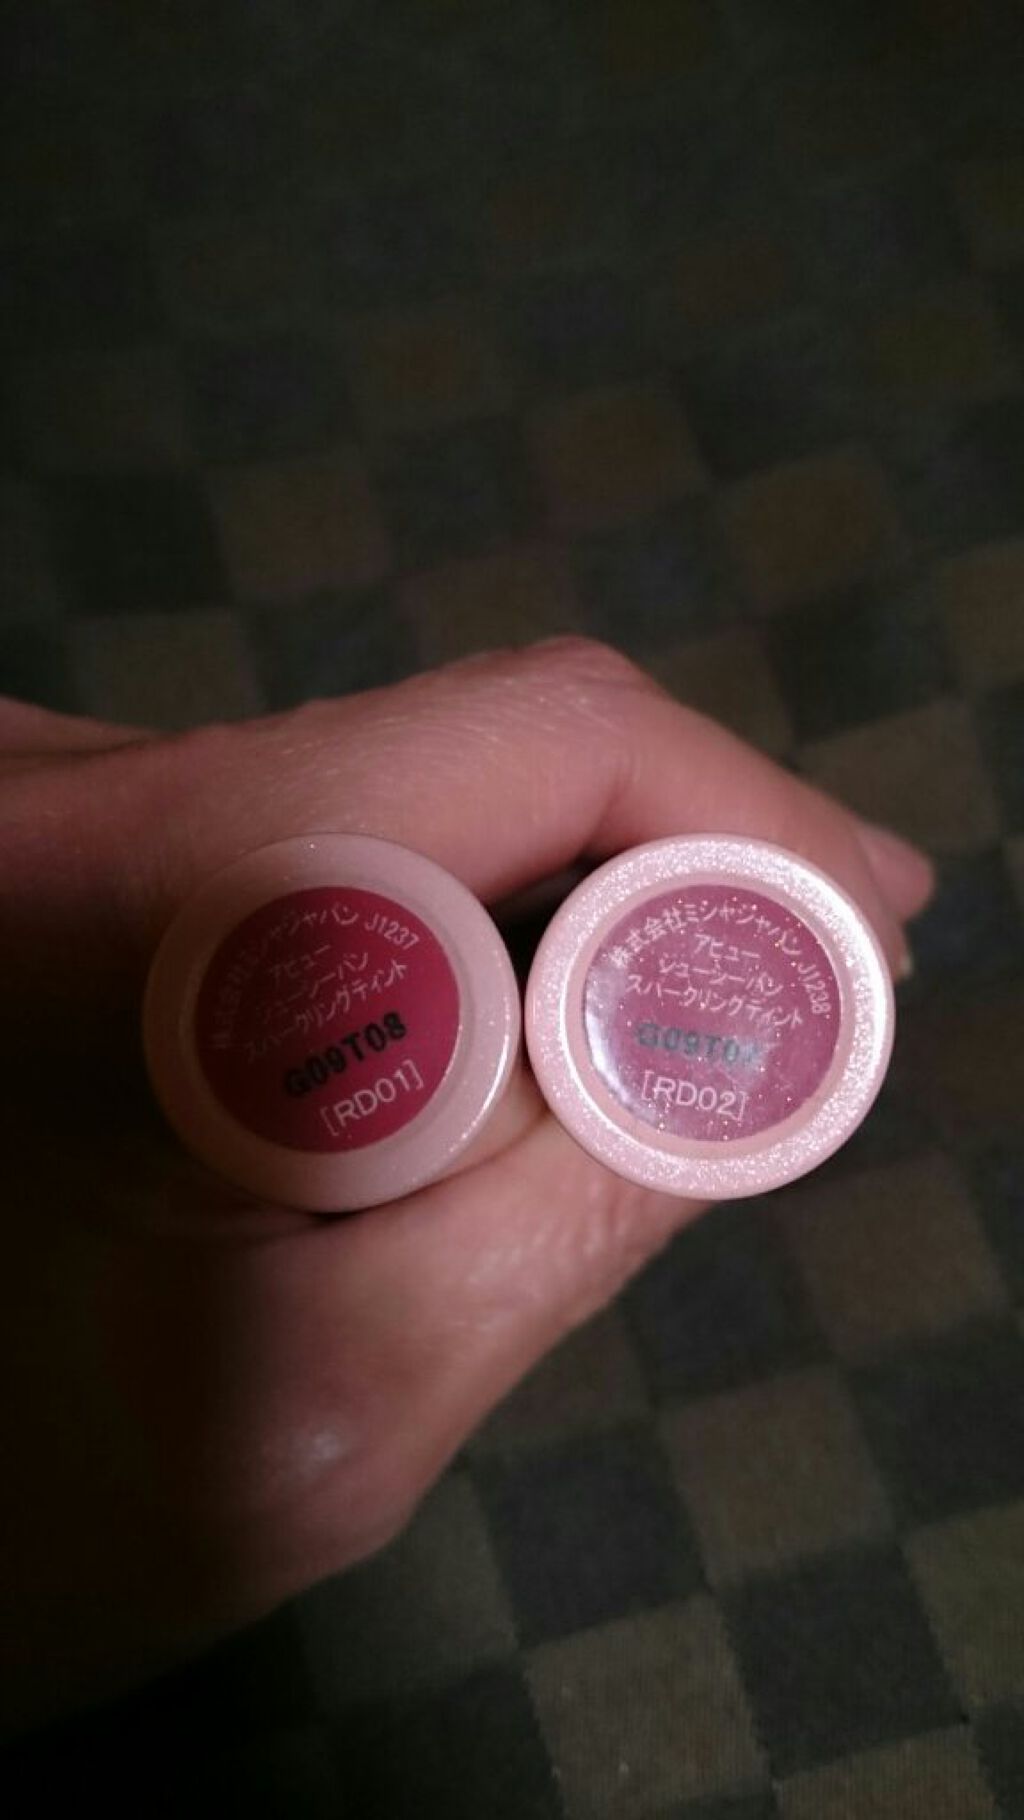 株式会社ミシャジャパン J1237
アピュー
ジューシーパン
スパークリングティント
G09T08
[RD01]
株式会社ミシャジャパン J1238
アピュー
ジューシーパン
スパークリングティント
[RD02]